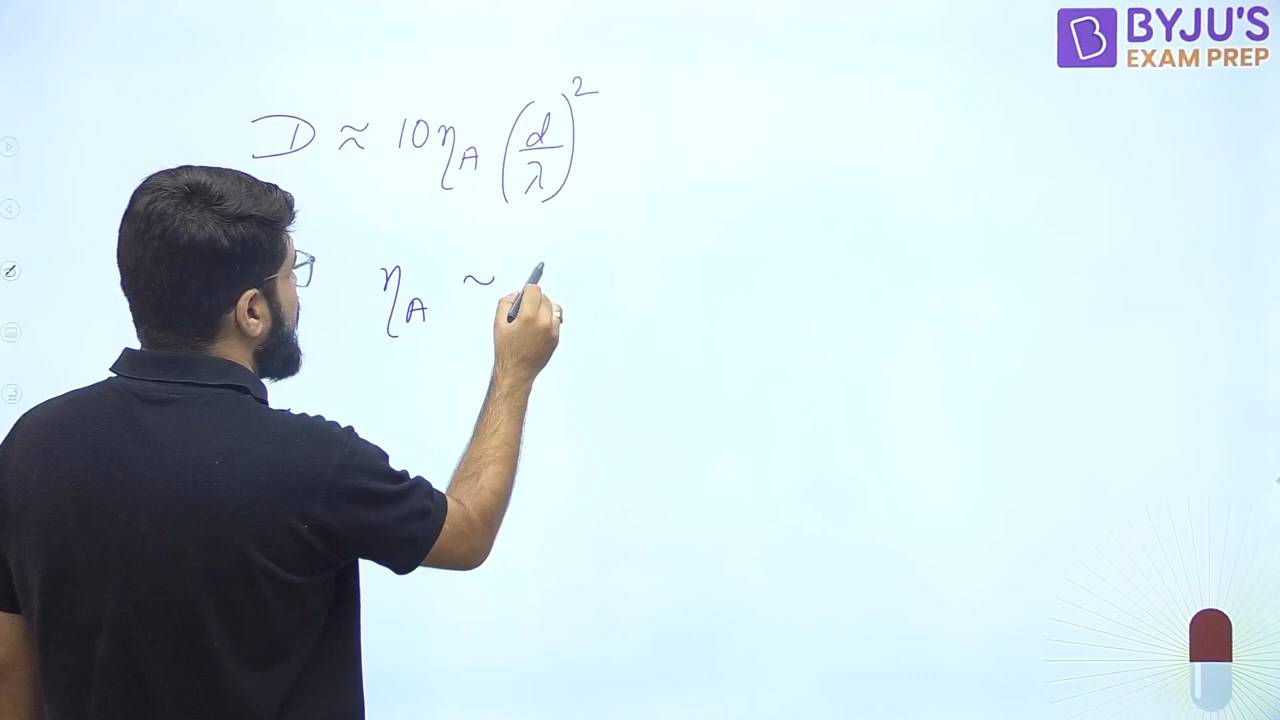 BYJU'S
EXAM PREP
D ≈ 10η_A (d/λ)^2
η_A ~